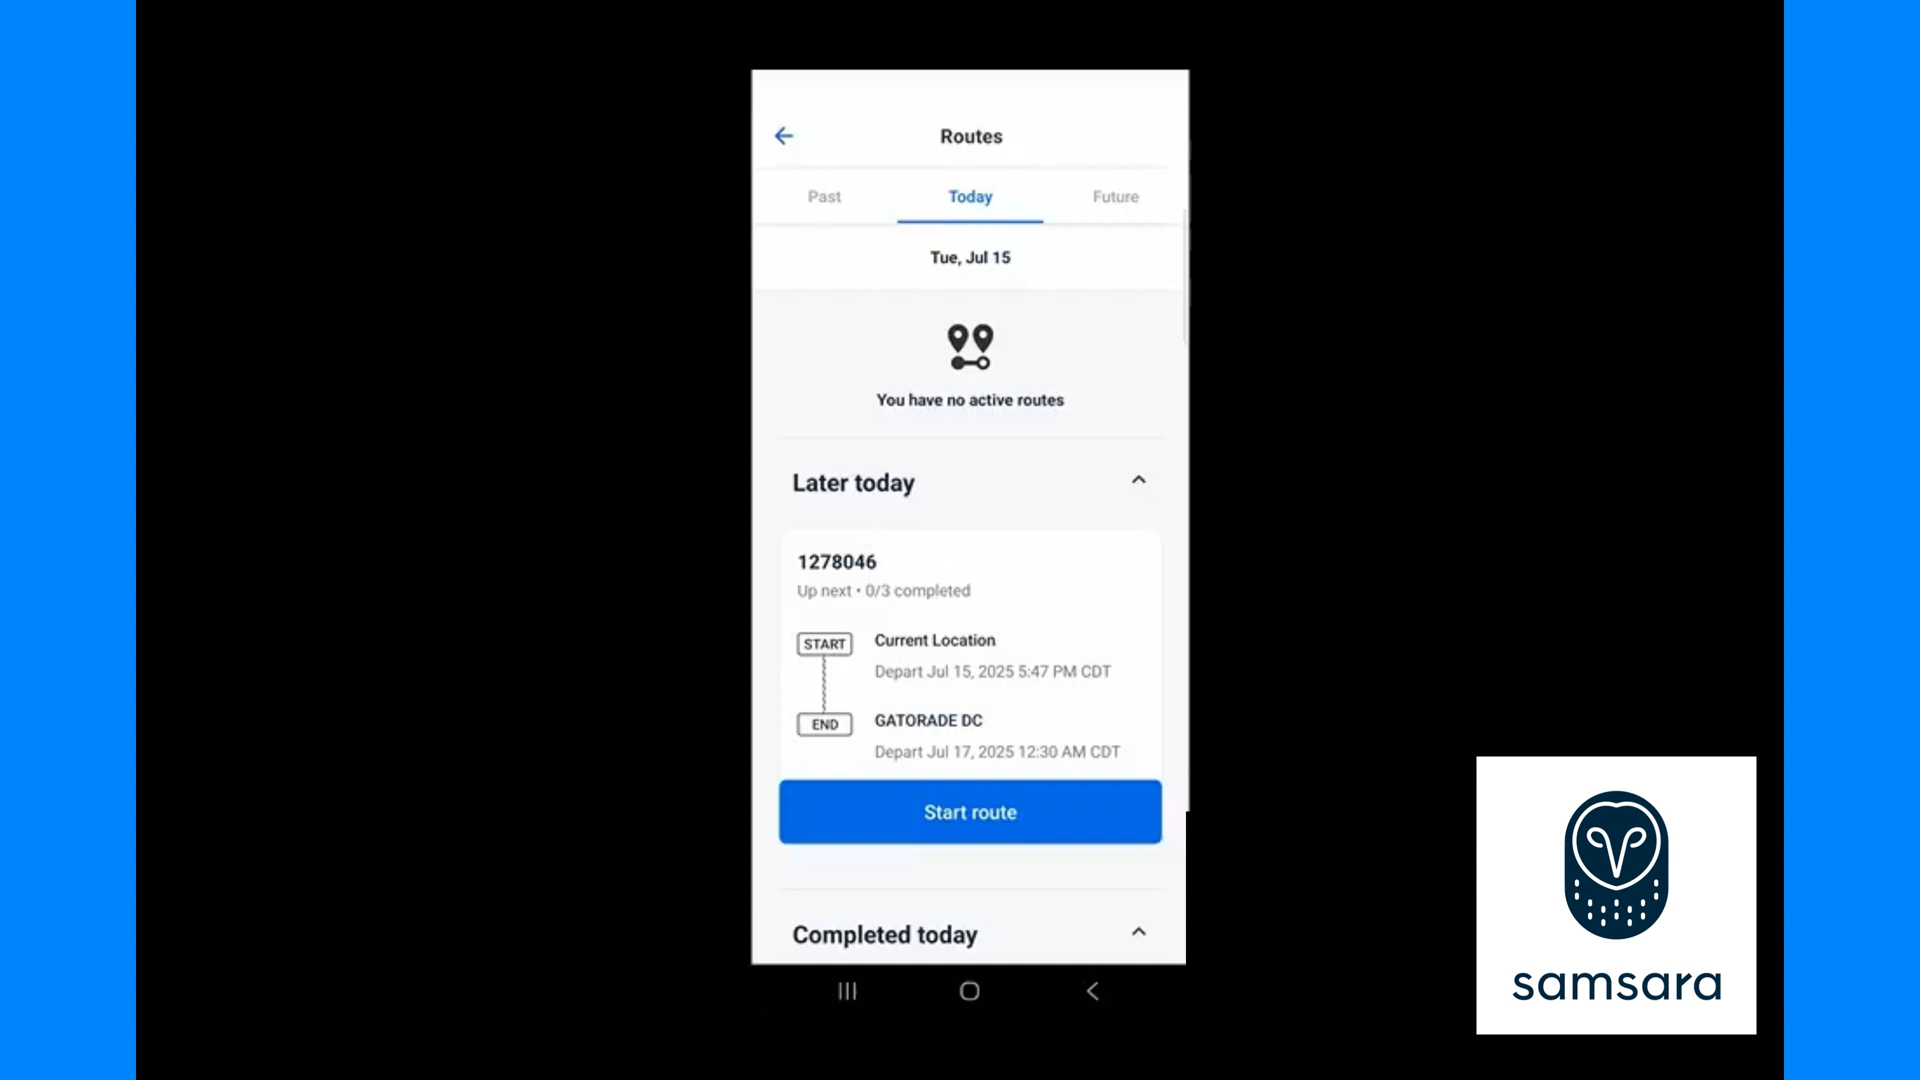 Routes
Past Today Future
Tue, Jul 15
You have no active routes
Later today
1278046
Up next • 0/3 completed
START Current Location
Depart Jul 15, 2025 5:47 PM CDT
END GATORADE DC
Depart Jul 17, 2025 12:30 AM CDT
Start route
Completed today
samsara